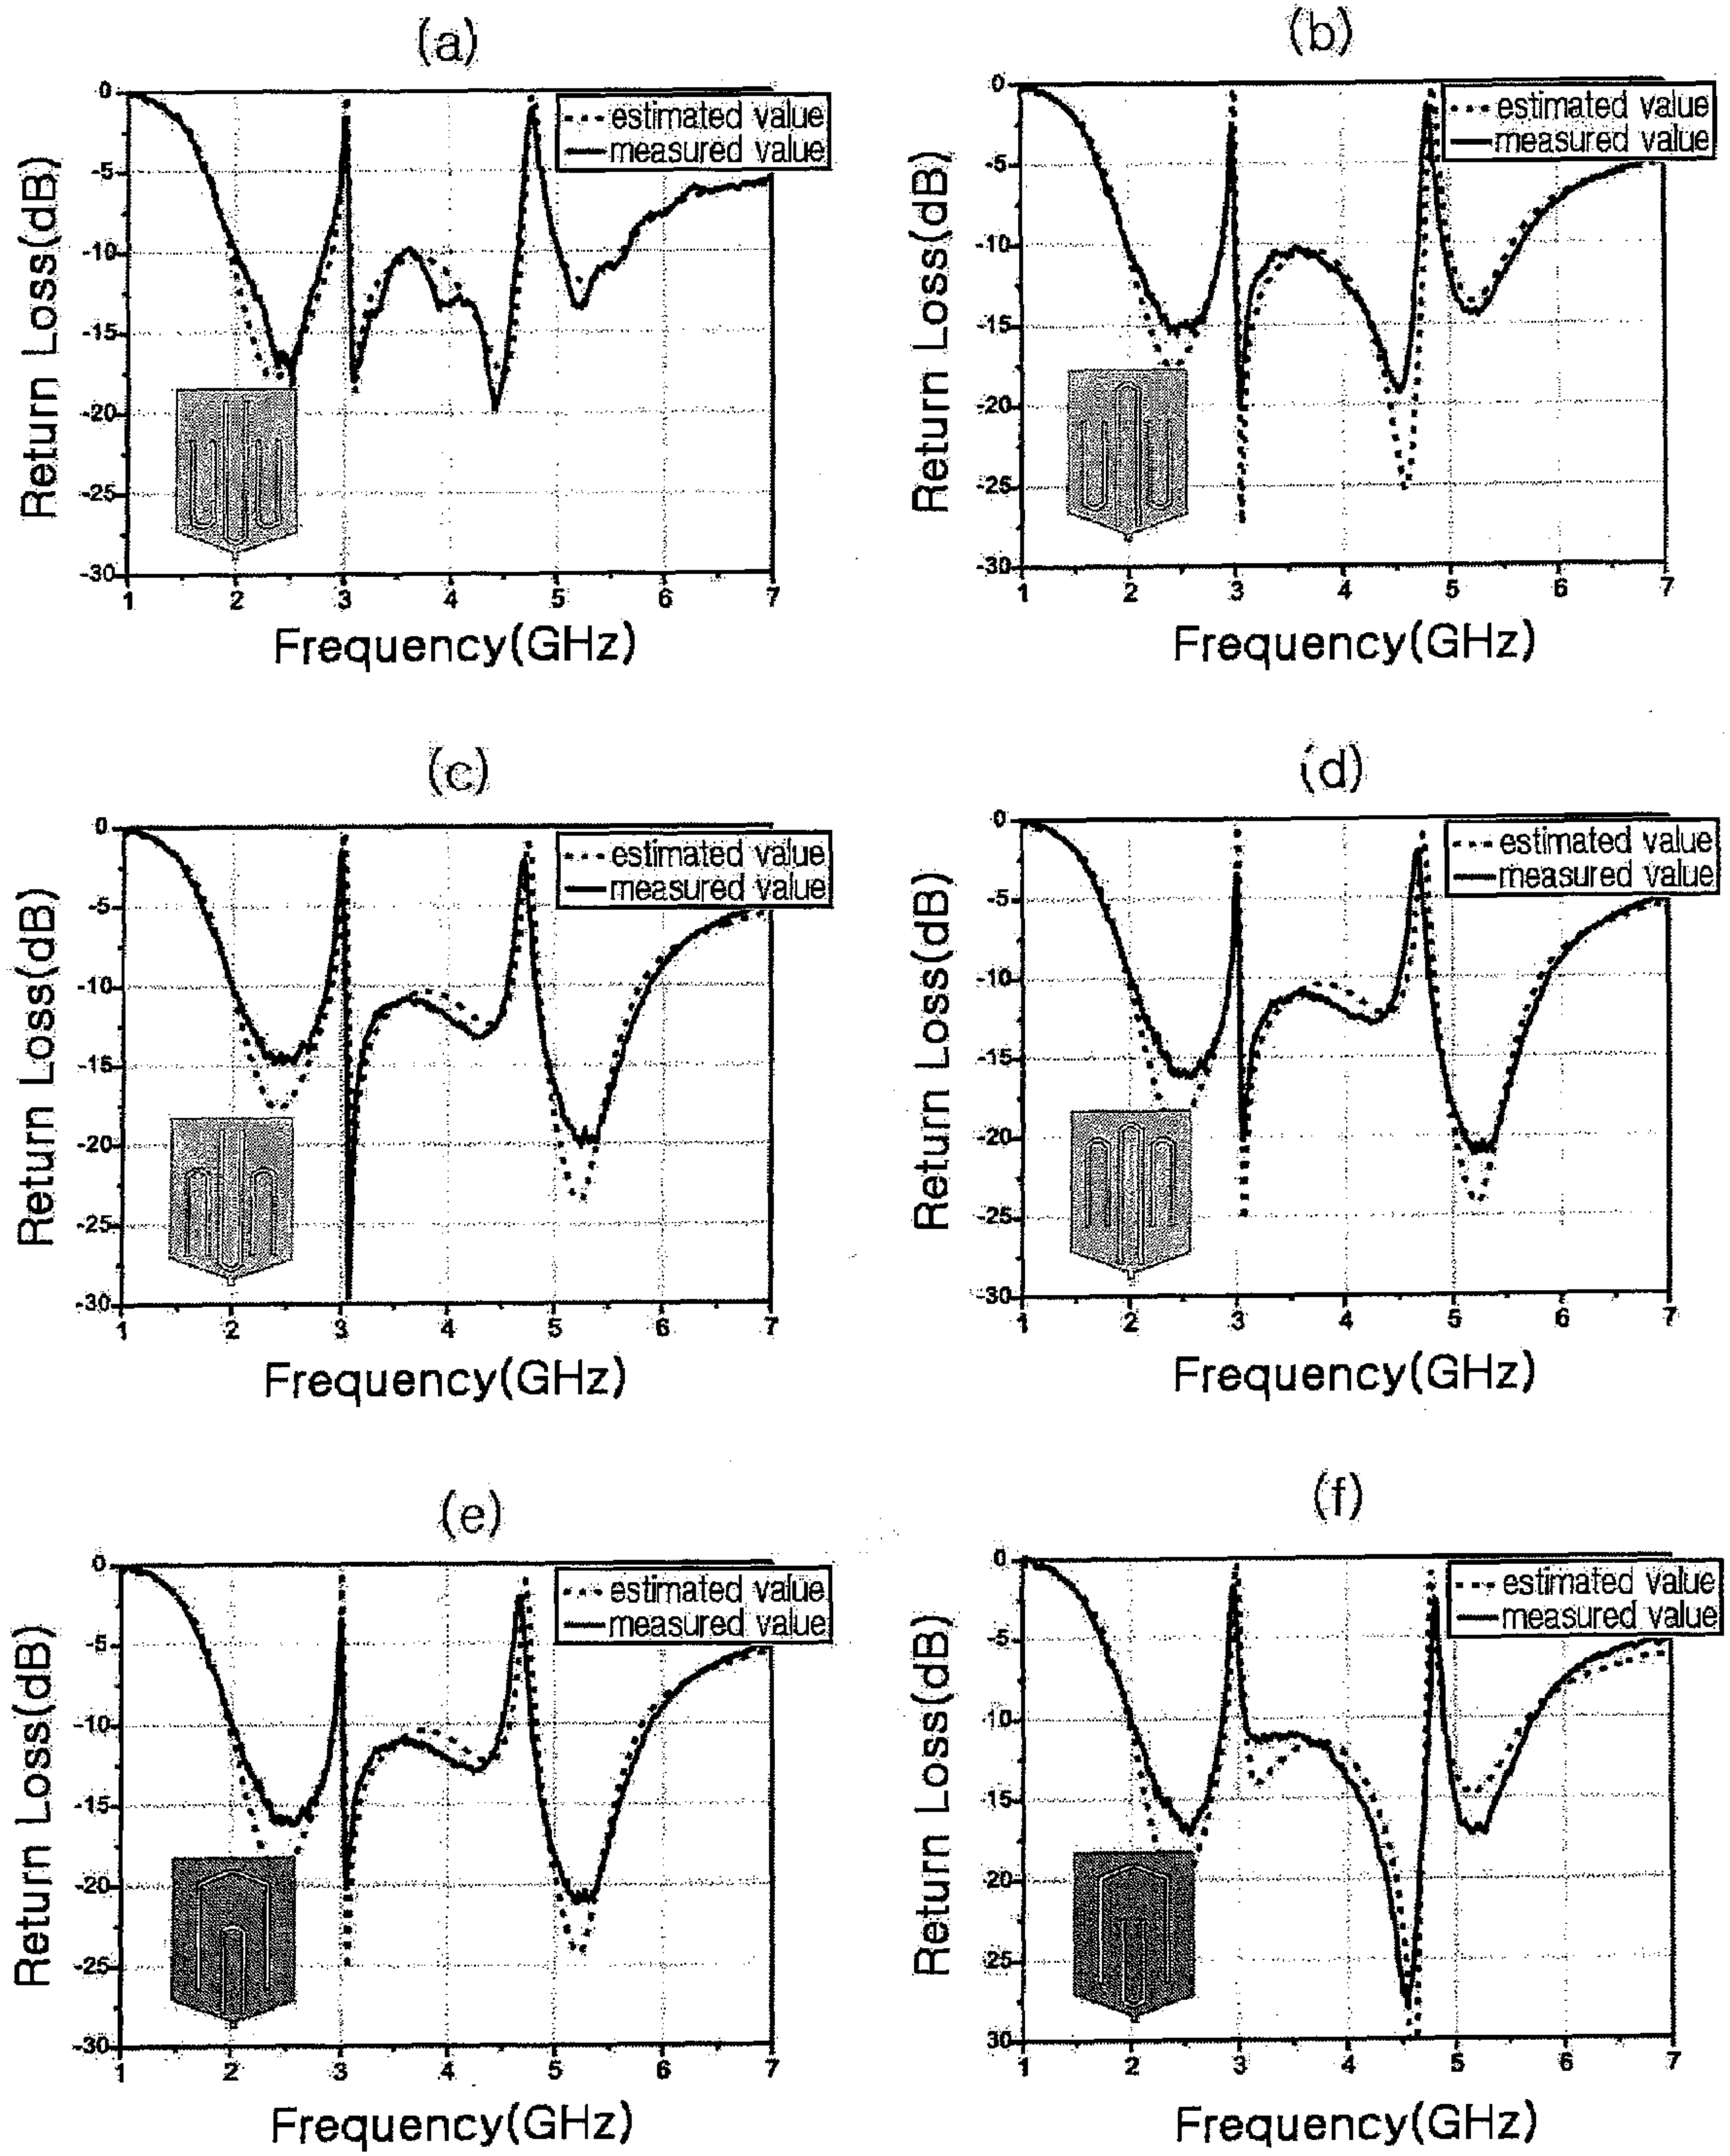 (a)
(b)
estimated value
measured value
estimated value
measured value
Return Loss(dB)
0
-5
-10
-15
-20
-25
-30
Return Loss(dB)
0
-5
-10
-15
-20
-25
-30
1 2 3 4 5 6 7
1 2 3 4 5 6 7
Frequency(GHz)
Frequency(GHz)
(c)
(d)
estimated value
measured value
estimated value
measured value
Return Loss(dB)
0
-5
-10
-15
-20
-25
-30
Return Loss(dB)
0
-5
-10
-15
-20
-25
-30
1 2 3 4 5 6 7
1 2 3 4 5 6 7
Frequency(GHz)
Frequency(GHz)
(e)
(f)
estimated value
measured value
estimated value
measured value
Return Loss(dB)
0
-5
-10
-15
-20
-25
-30
Return Loss(dB)
0
-5
-10
-15
-20
-25
30
1 2 3 4 5 6 7
1 2 3 4 5 6 7
Frequency(GHz)
Frequency(GHz)